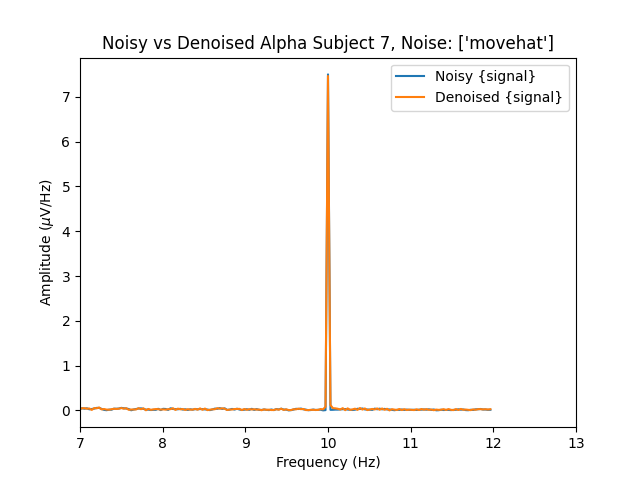 Noisy vs Denoised Alpha Subject 7, Noise: ['movehat']
Noisy {signal}
Denoised {signal}
Amplitude (μV/Hz)
7
6
5
4
3
2
1
0
7 8 9 10 11 12 13
Frequency (Hz)